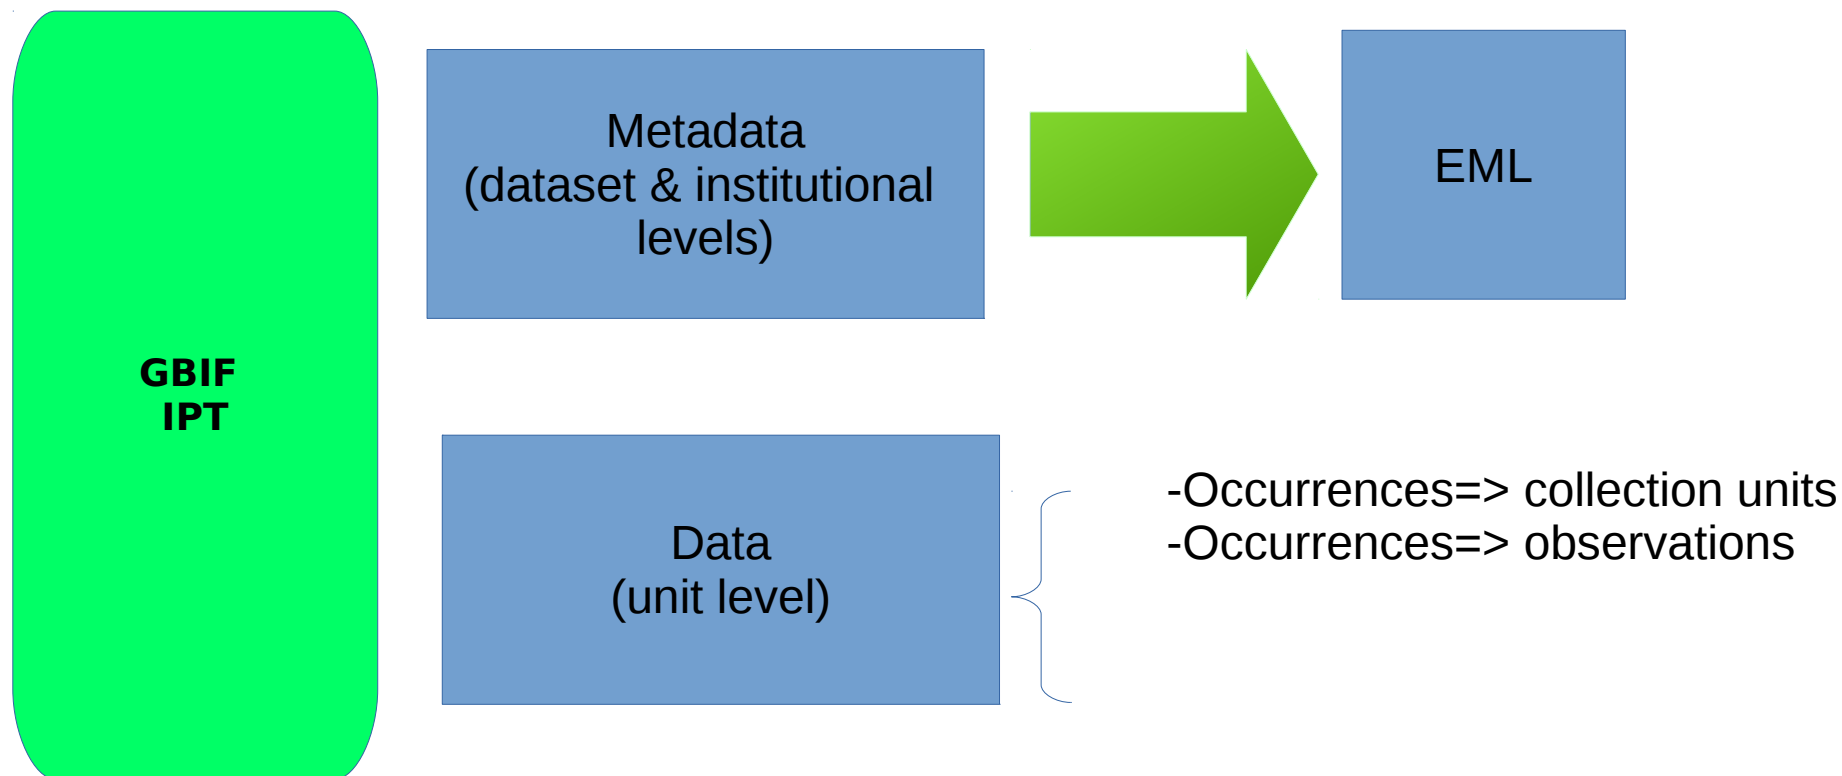 GBIF
IPT
Metadata
(dataset & institutional
levels)
EML
Data
(unit level)
-Occurrences=> collection units
-Occurrences=> observations